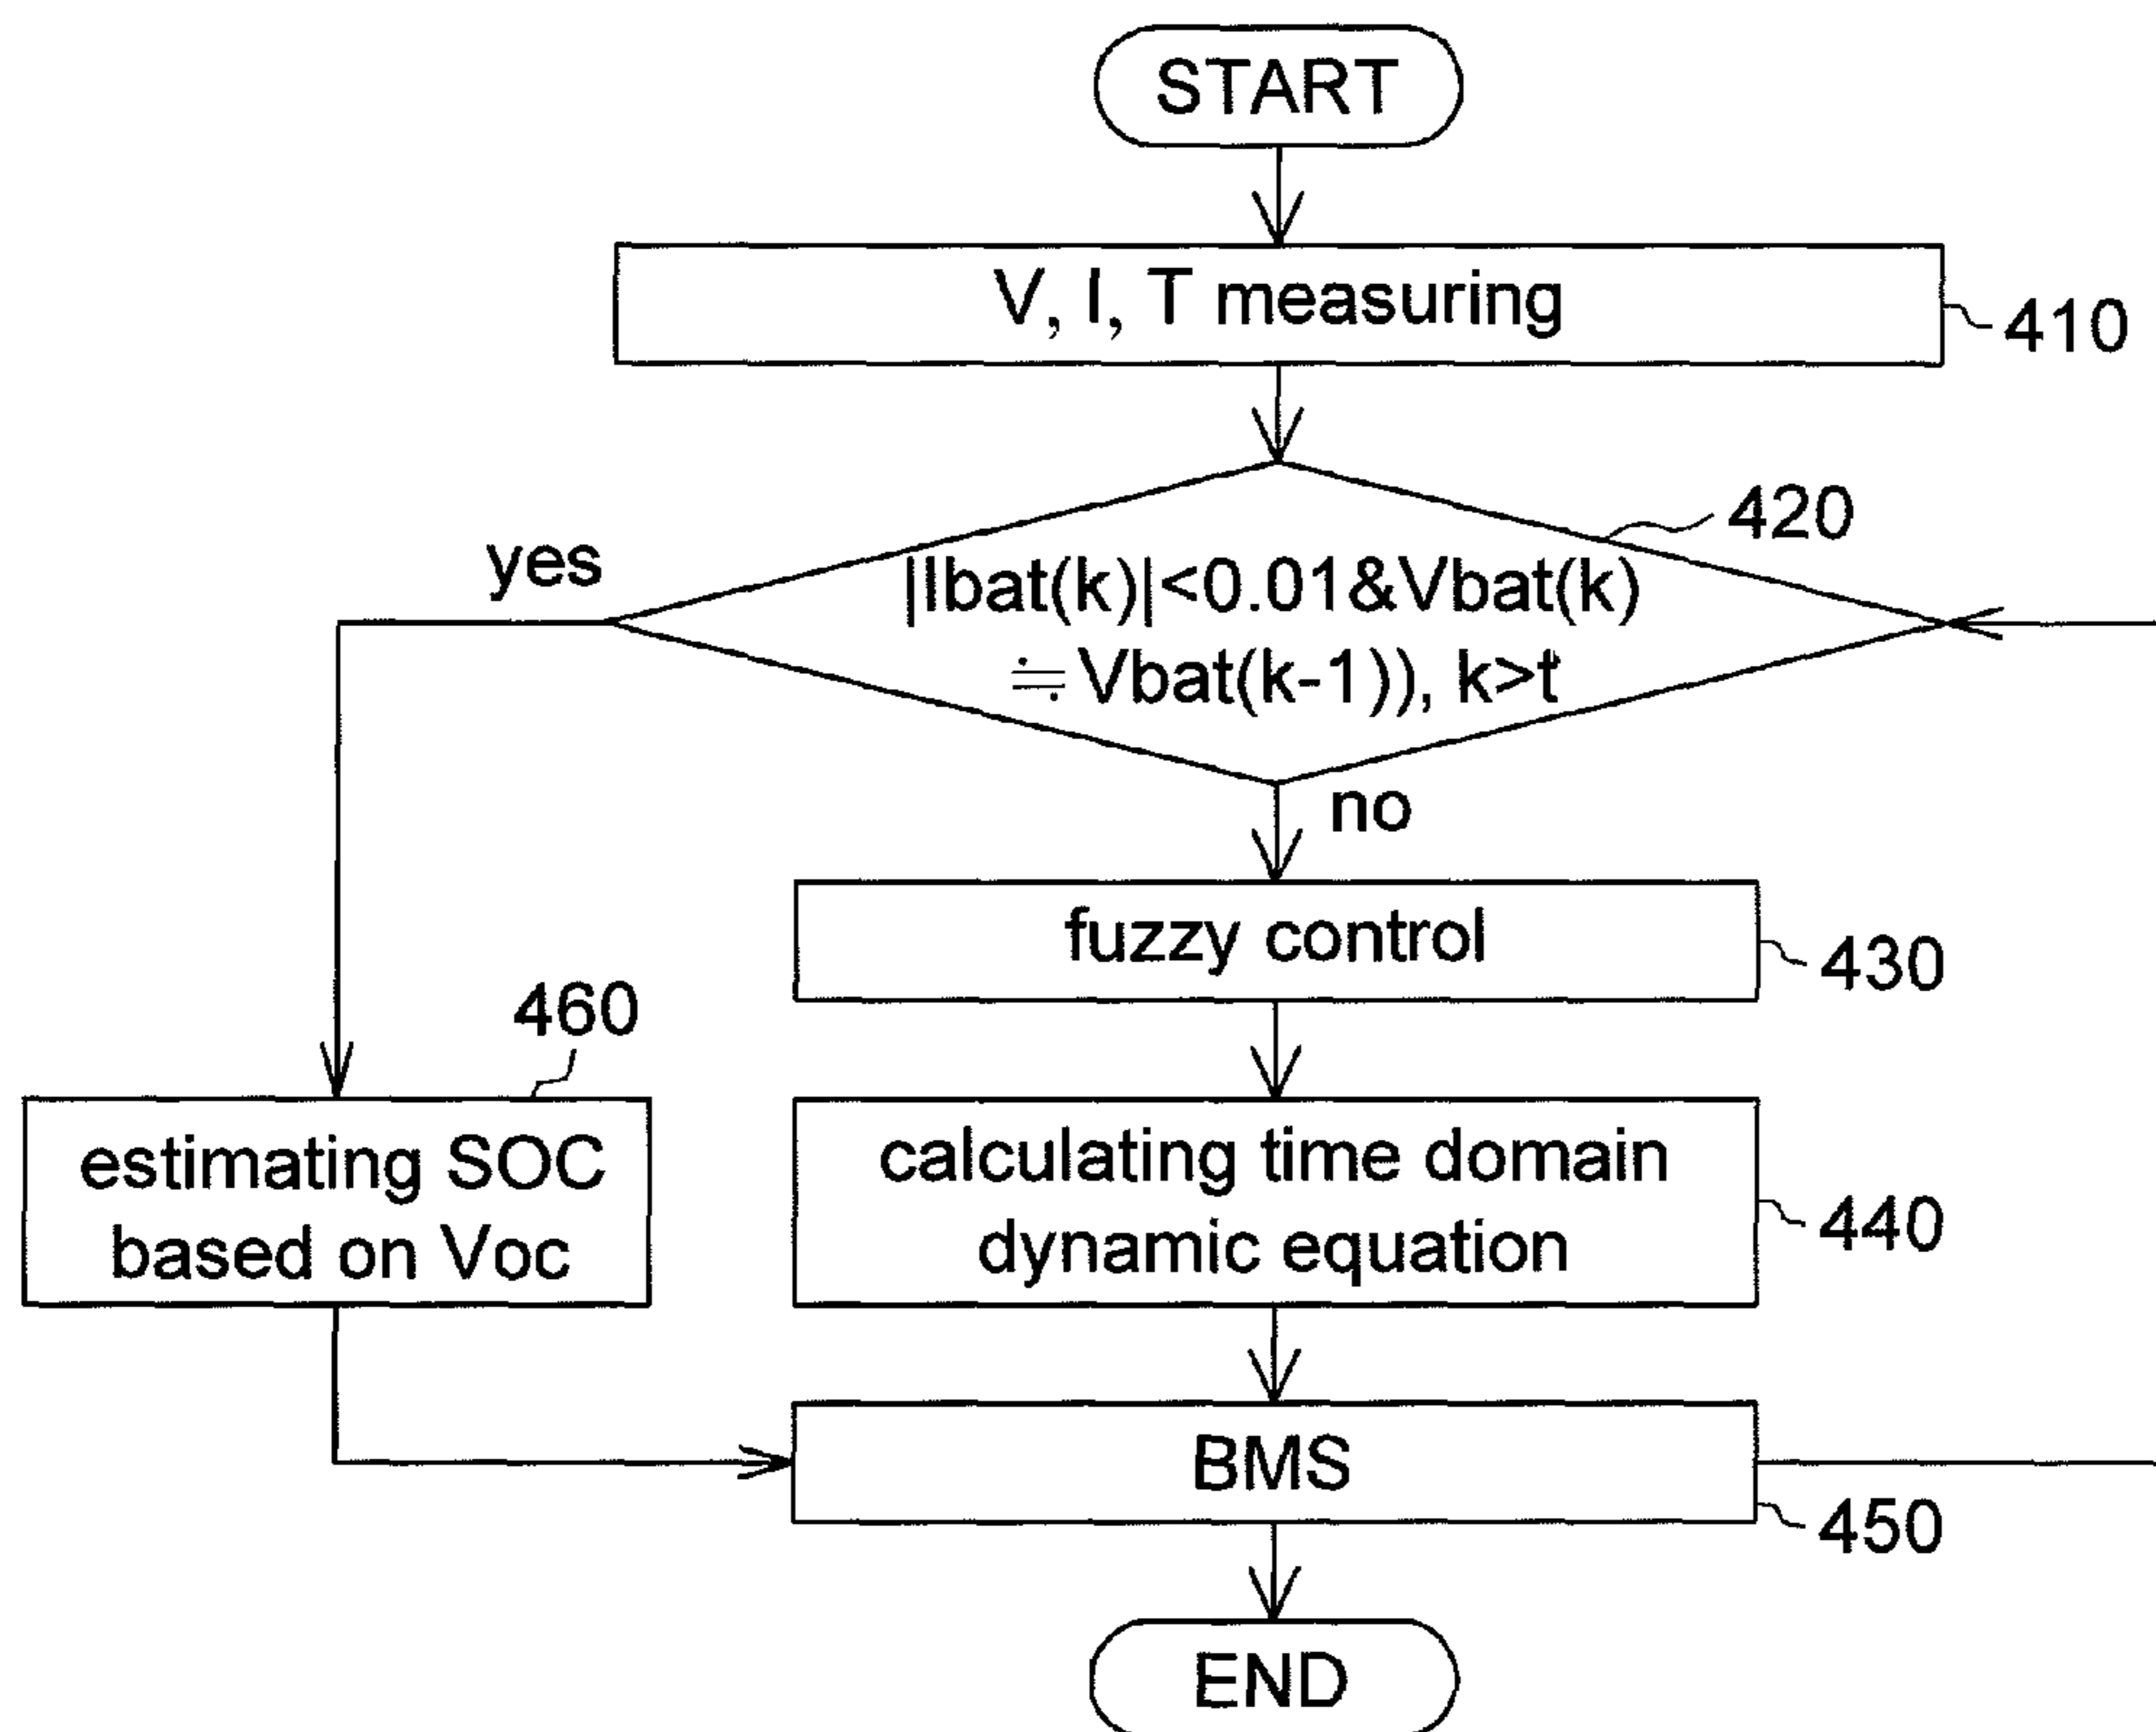 START
V, I, T measuring
410
420
yes
|Ibat(k)|<0.01&Vbat(k)
≒Vbat(k-1)), k>t
no
fuzzy control
430
460
estimating SOC
based on Voc
calculating time domain
dynamic equation
440
BMS
450
END